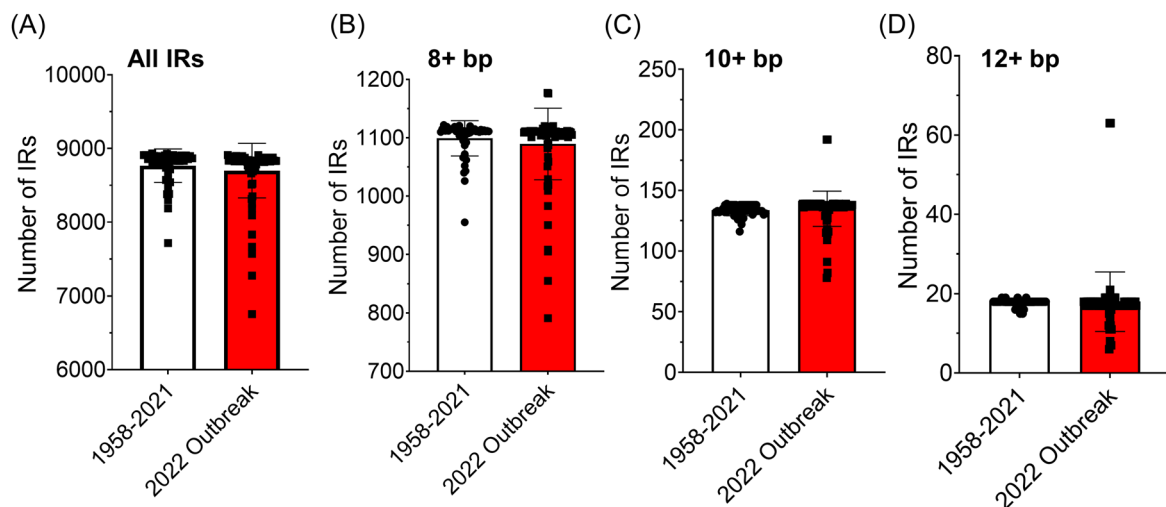 (A)
All IRs
Number of IRs
10000
9000
8000
7000
6000
1958-2021
2022 Outbreak
(B)
8+ bp
Number of IRs
1200
1100
1000
900
800
700
1958-2021
2022 Outbreak
(C)
10+ bp
Number of IRs
250
200
150
100
50
0
1958-2021
2022 Outbreak
(D)
12+ bp
Number of IRs
80
60
40
20
0
1958-2021
2022 Outbreak